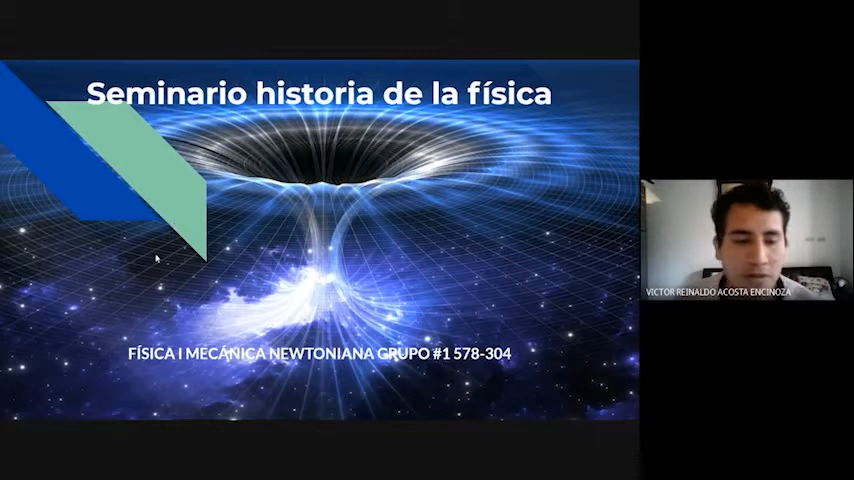 Seminario historia de la física
FÍSICA I MECÁNICA NEWTONIANA GRUPO #1 578-304
VICTOR REINALDO ACOSTA ENCINOZA